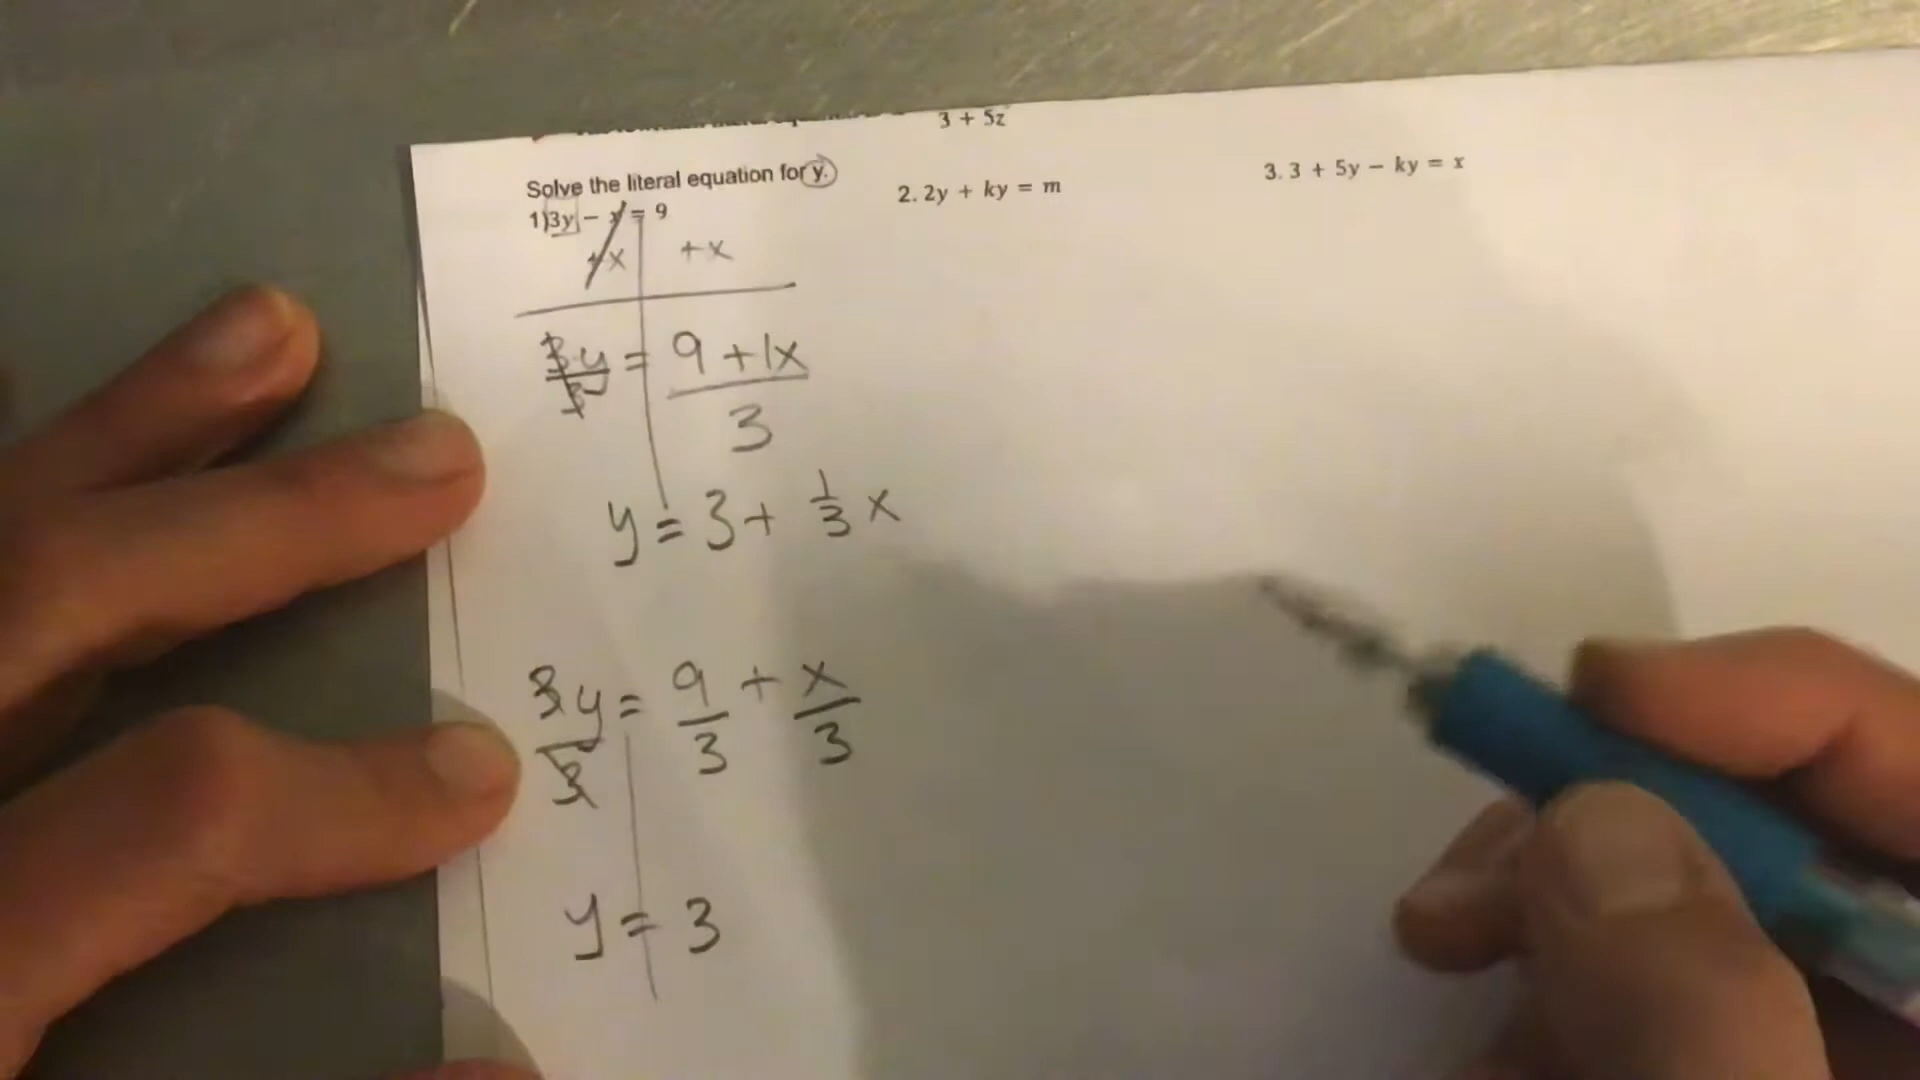 3 + 5z
Solve the literal equation for y.
1)3y - x = 9
+x +x
3y = 9 + 1x
3 3
y = 3 + 1/3 x
3y = 9 + x
3 3 3
y = 3
2. 2y + ky = m
3. 3 + 5y - ky = x